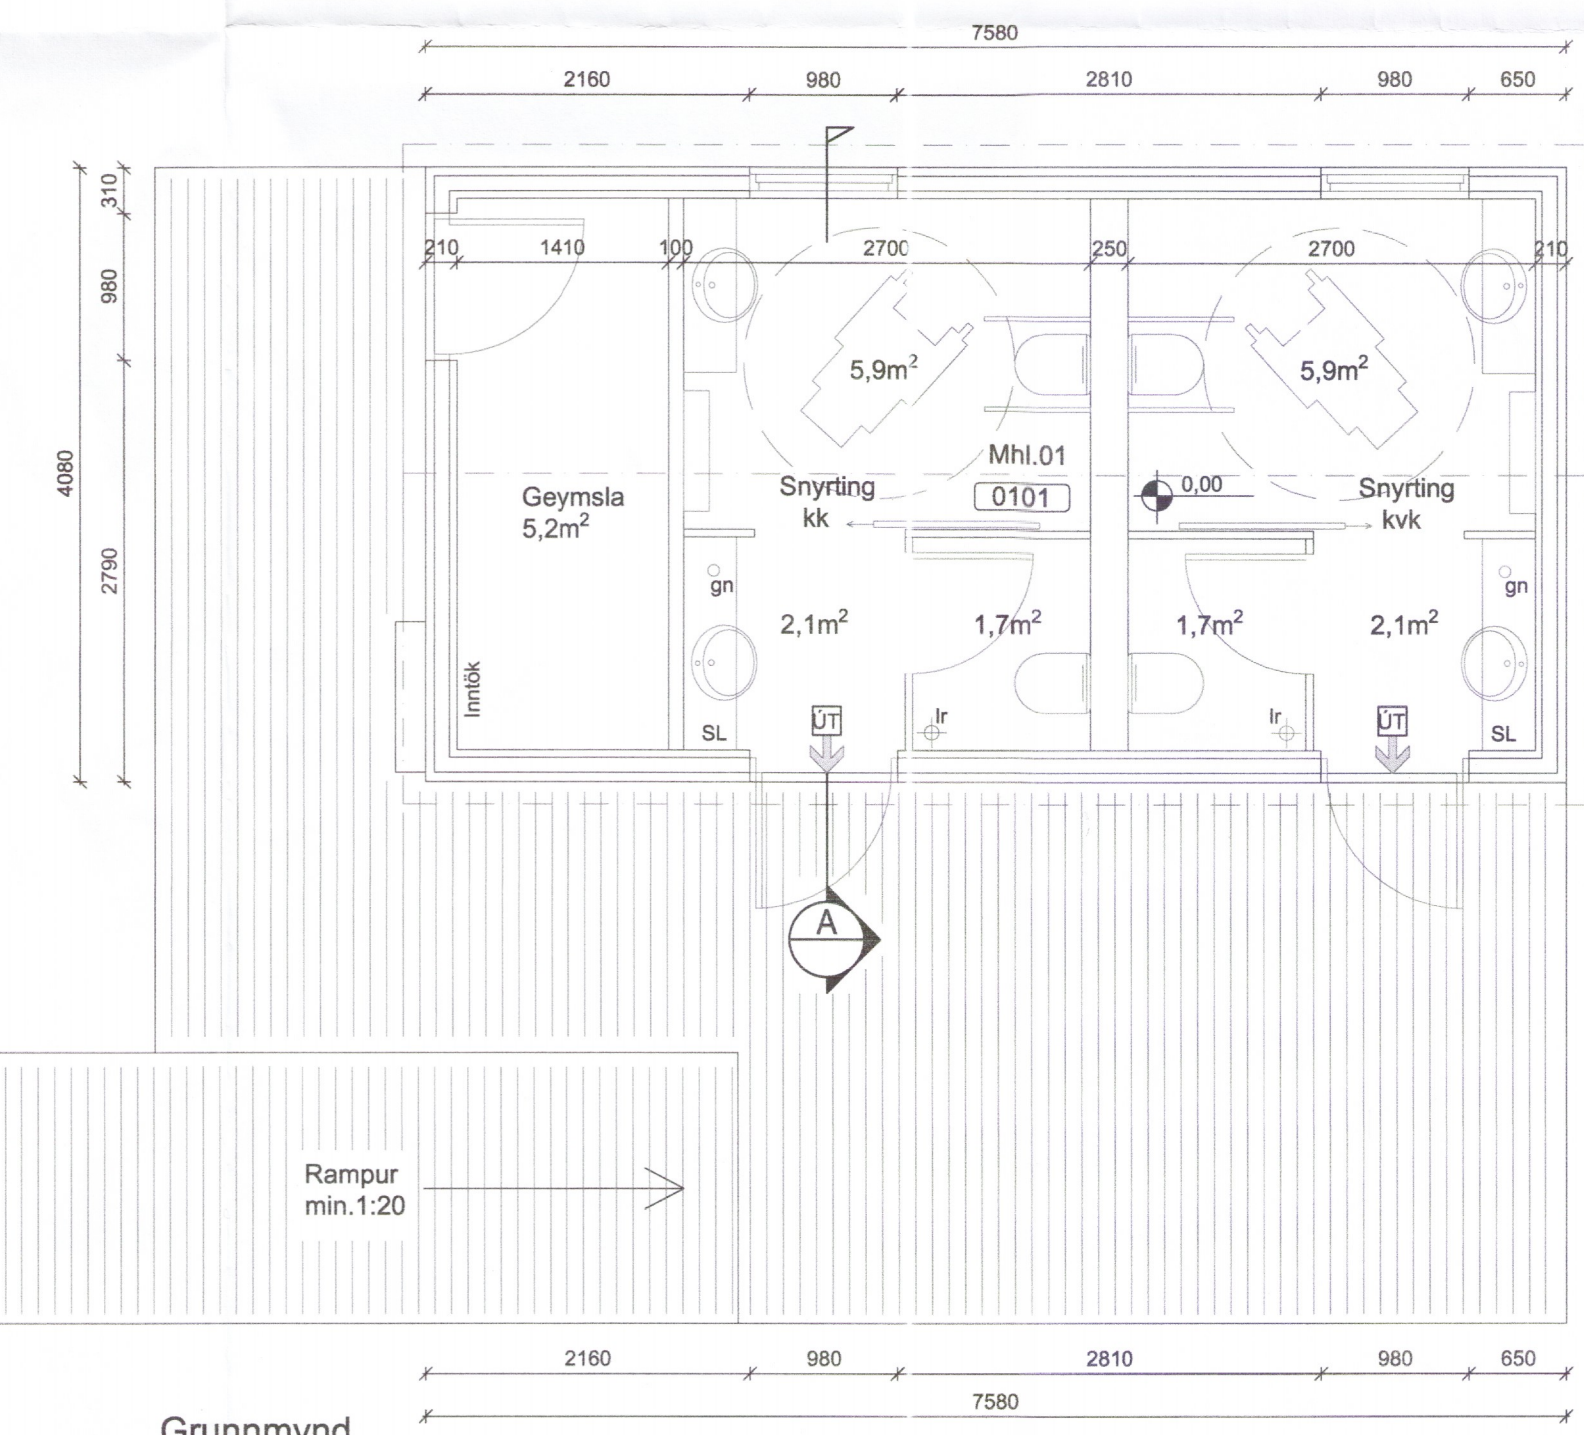 7580
2160 980 2810 980 650
310
980
2790
4080
210 1410 100 2700 250 2700 210
5,9m² 5,9m²
Mhl.01
0101
0,00
Geymsla
5,2m²
Snyrting
kk
Snyrting
kvk
gn gn
2,1m² 1,7m² 1,7m² 2,1m²
Inntök
SL ÚT lr lr ÚT SL
A
Rampur
min.1:20
2160 980 2810 980 650
7580
Grunnmynd